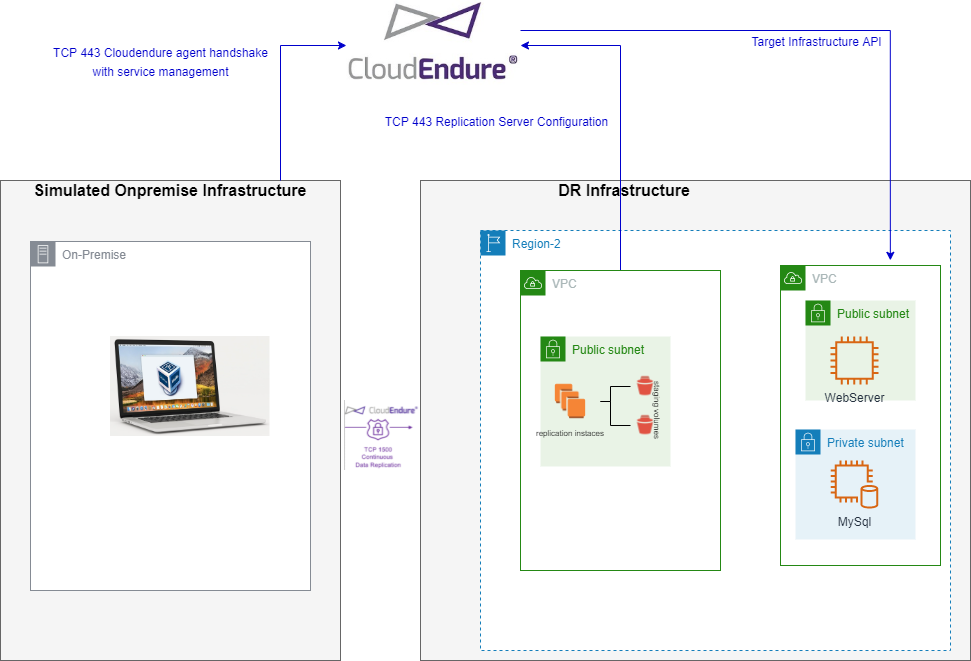 CloudEndure®
TCP 443 Cloudendure agent handshake
with service management
Target Infrastructure API
TCP 443 Replication Server Configuration
Simulated Onpremise Infrastructure
On-Premise
CloudEndure
TCP 1500
Continuous
Data Replication
DR Infrastructure
Region-2
VPC
Public subnet
replication instaces
staging volumes
VPC
Public subnet
WebServer
Private subnet
MySql